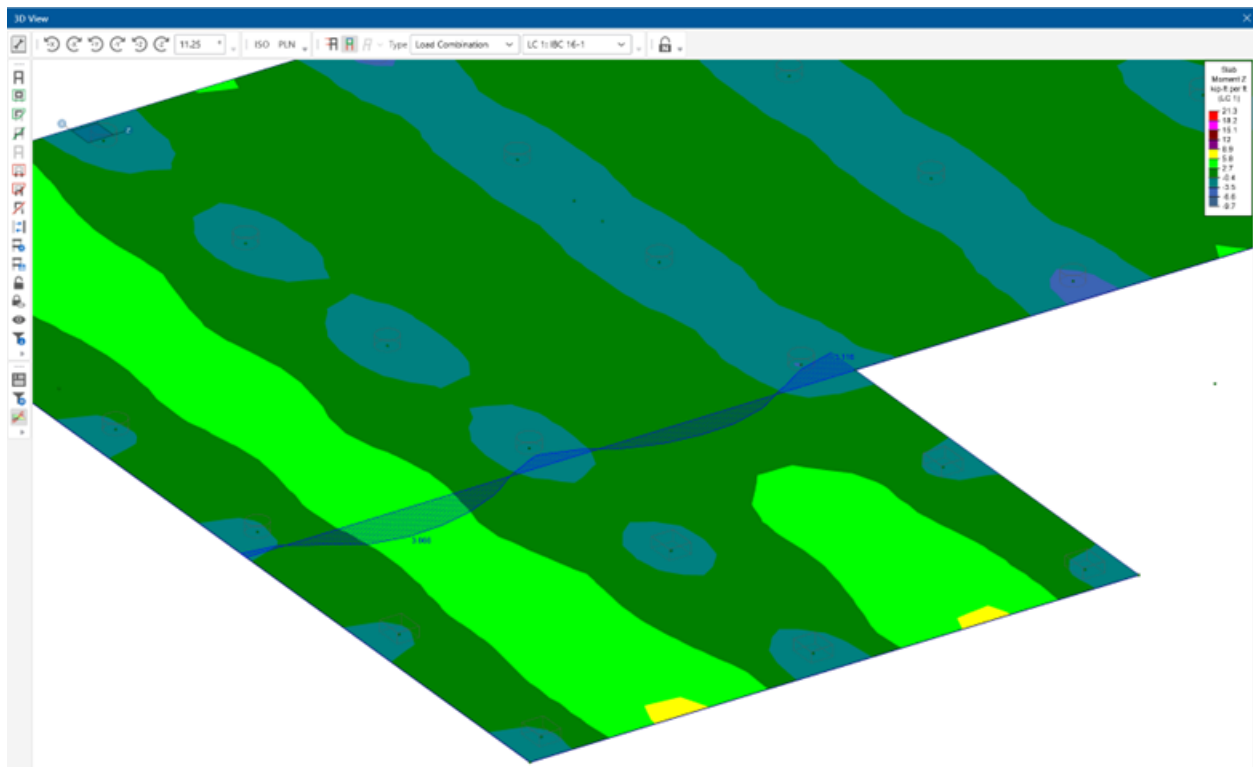 3D View
11.25 °
ISO PLN
Type Load Combination LC 1: IBC 16-1
Slab
Moment Z
kip-ft per ft
(LC 1)
21.3
18.2
15.1
12
8.9
5.8
2.7
-0.4
-3.5
-6.6
-9.7